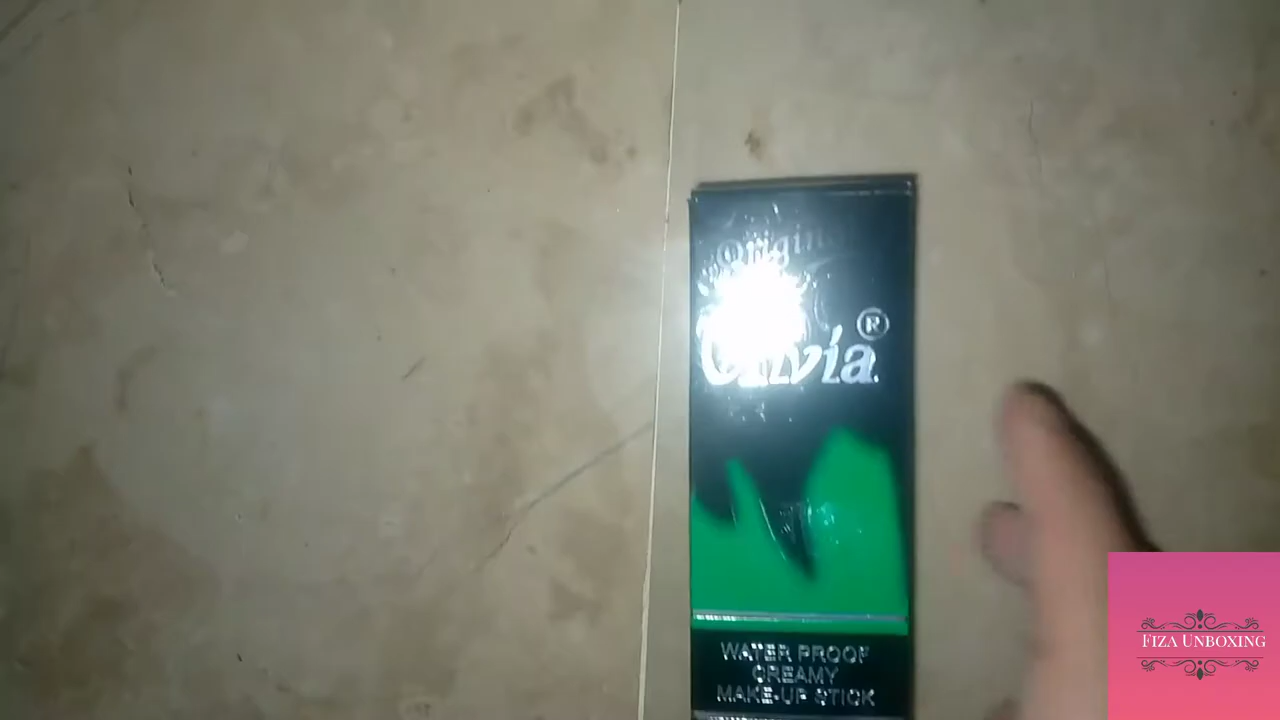 Original
Olivia®
WATER PROOF
CREAMY
MAKE-UP STICK
FIZA UNBOXING